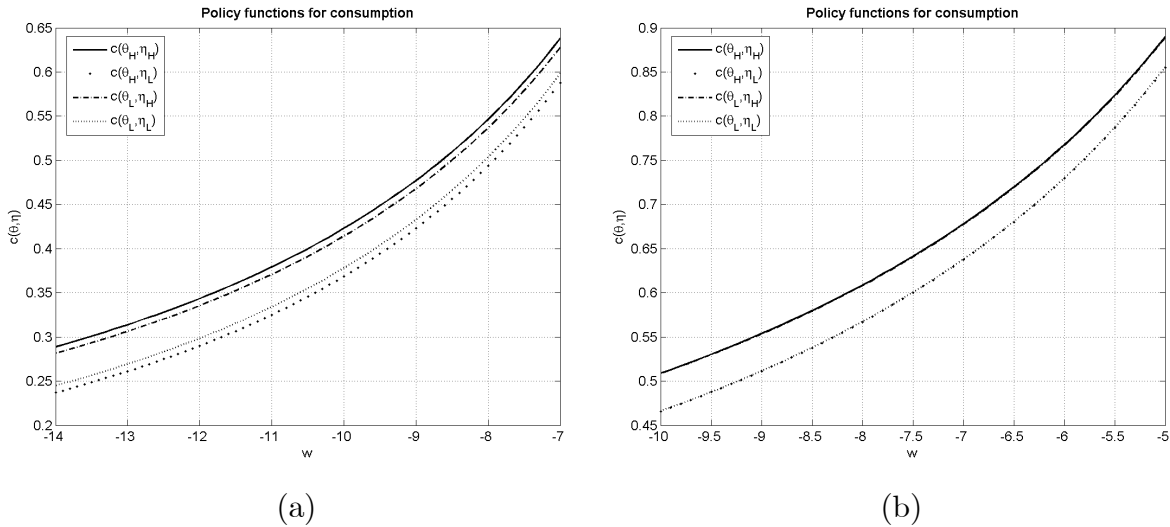 Policy functions for consumption
0.65
0.6
0.55
0.5
0.45
0.4
0.35
0.3
0.25
0.2
c(θ,η)
c(θ_H,η_H)
c(θ_H,η_L)
c(θ_L,η_H)
c(θ_L,η_L)
-14 -13 -12 -11 -10 -9 -8 -7
w
(a)
Policy functions for consumption
0.9
0.85
0.8
0.75
0.7
0.65
0.6
0.55
0.5
0.45
c(θ,η)
c(θ_H,η_H)
c(θ_H,η_L)
c(θ_L,η_H)
c(θ_L,η_L)
-10 -9.5 -9 -8.5 -8 -7.5 -7 -6.5 -6 -5.5 -5
w
(b)